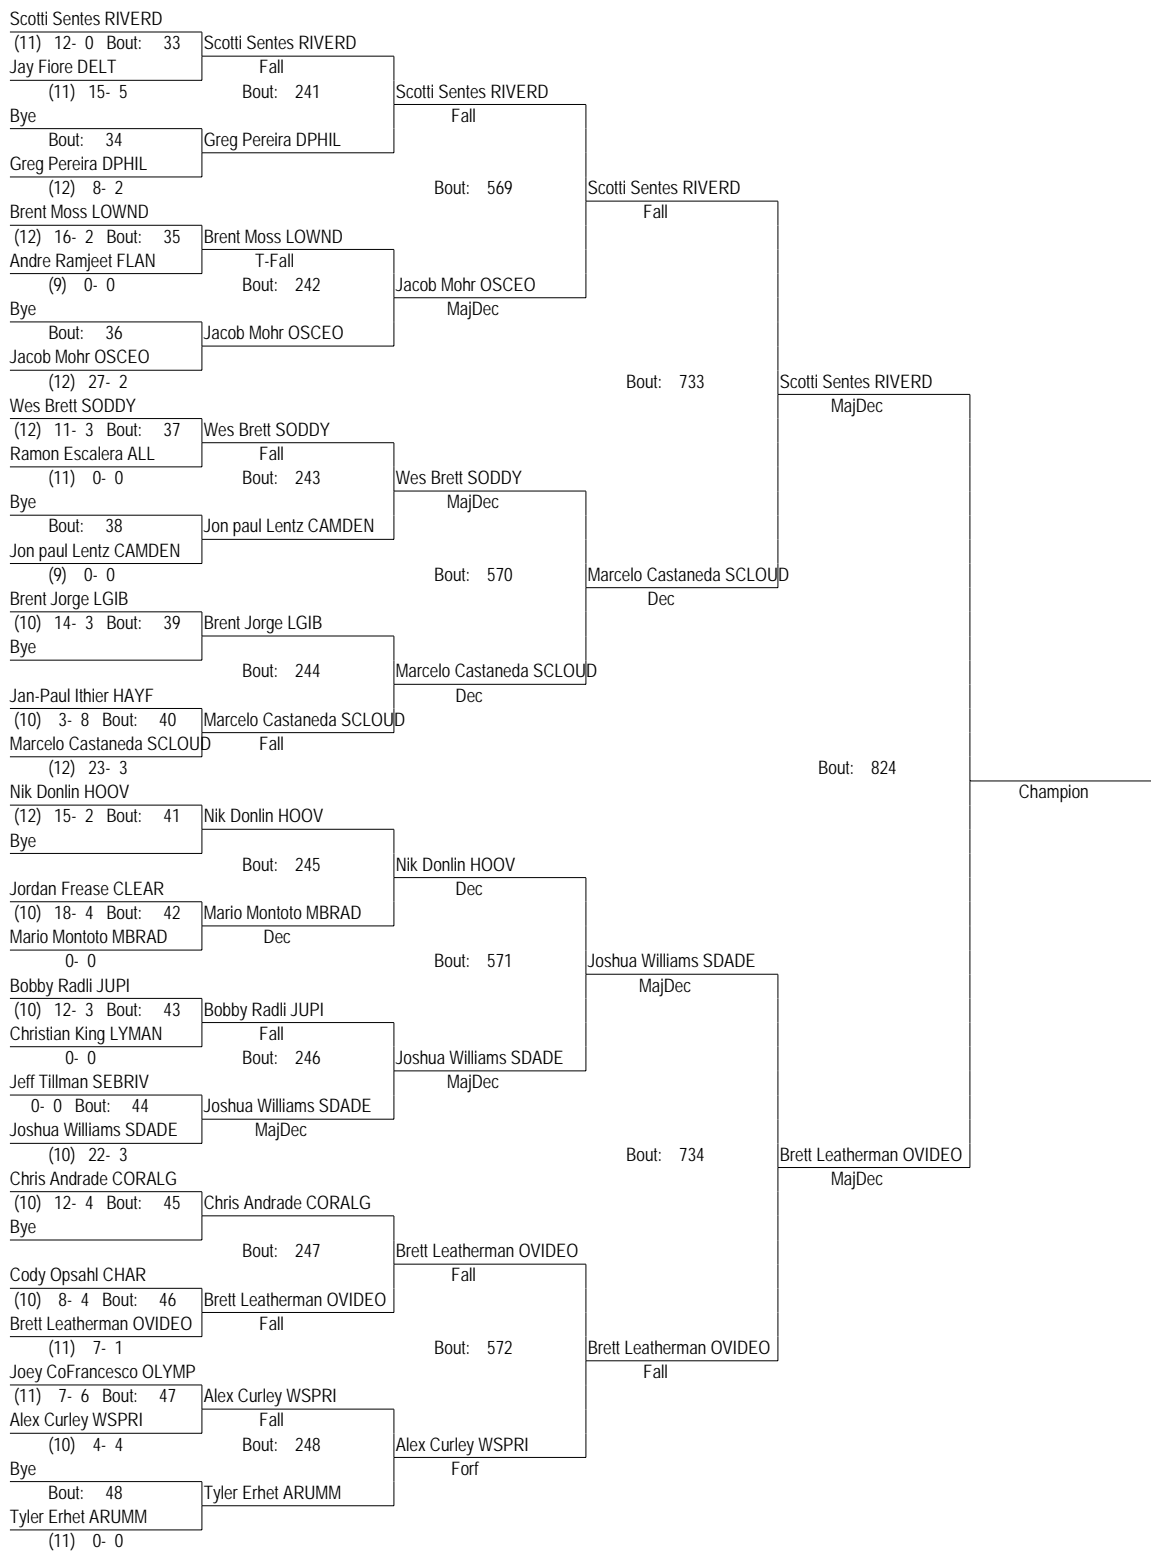 Scotti Sentes RIVERD
(11) 12- 0 Bout: 33 Scotti Sentes RIVERD
Jay Fiore DELT Fall
(11) 15- 5 Bout: 241 Scotti Sentes RIVERD
Bye Fall
Bout: 34 Greg Pereira DPHIL
Greg Pereira DPHIL
(12) 8- 2 Bout: 569 Scotti Sentes RIVERD
Brent Moss LOWND Fall
(12) 16- 2 Bout: 35 Brent Moss LOWND
Andre Ramjeet FLAN T-Fall
(9) 0- 0 Bout: 242 Jacob Mohr OSCEO
Bye MajDec
Bout: 36 Jacob Mohr OSCEO
Jacob Mohr OSCEO
(12) 27- 2 Bout: 733 Scotti Sentes RIVERD
Wes Brett SODDY MajDec
(12) 11- 3 Bout: 37 Wes Brett SODDY
Ramon Escalera ALL Fall
(11) 0- 0 Bout: 243 Wes Brett SODDY
Bye MajDec
Bout: 38 Jon paul Lentz CAMDEN
Jon paul Lentz CAMDEN
(9) 0- 0 Bout: 570 Marcelo Castaneda SCLOUD
Brent Jorge LGIB Dec
(10) 14- 3 Bout: 39 Brent Jorge LGIB
Bye
Bout: 244 Marcelo Castaneda SCLOUD
Jan-Paul Ithier HAYF Dec
(10) 3- 8 Bout: 40 Marcelo Castaneda SCLOUD
Marcelo Castaneda SCLOUD Fall
(12) 23- 3 Bout: 824
Nik Donlin HOOV Champion
(12) 15- 2 Bout: 41 Nik Donlin HOOV
Bye
Bout: 245 Nik Donlin HOOV
Jordan Frease CLEAR Dec
(10) 18- 4 Bout: 42 Mario Montoto MBRAD
Mario Montoto MBRAD Dec
0- 0 Bout: 571 Joshua Williams SDADE
Bobby Radli JUPI MajDec
(10) 12- 3 Bout: 43 Bobby Radli JUPI
Christian King LYMAN Fall
0- 0 Bout: 246 Joshua Williams SDADE
Jeff Tillman SEBRIV MajDec
0- 0 Bout: 44 Joshua Williams SDADE
Joshua Williams SDADE MajDec
(10) 22- 3 Bout: 734 Brett Leatherman OVIDEO
Chris Andrade CORALG MajDec
(10) 12- 4 Bout: 45 Chris Andrade CORALG
Bye
Bout: 247 Brett Leatherman OVIDEO
Cody Opsahl CHAR Fall
(10) 8- 4 Bout: 46 Brett Leatherman OVIDEO
Brett Leatherman OVIDEO Fall
(11) 7- 1 Bout: 572 Brett Leatherman OVIDEO
Joey CoFrancesco OLYMP Fall
(11) 7- 6 Bout: 47 Alex Curley WSPRI
Alex Curley WSPRI Fall
(10) 4- 4 Bout: 248 Alex Curley WSPRI
Bye Forf
Bout: 48 Tyler Erhet ARUMM
Tyler Erhet ARUMM
(11) 0- 0